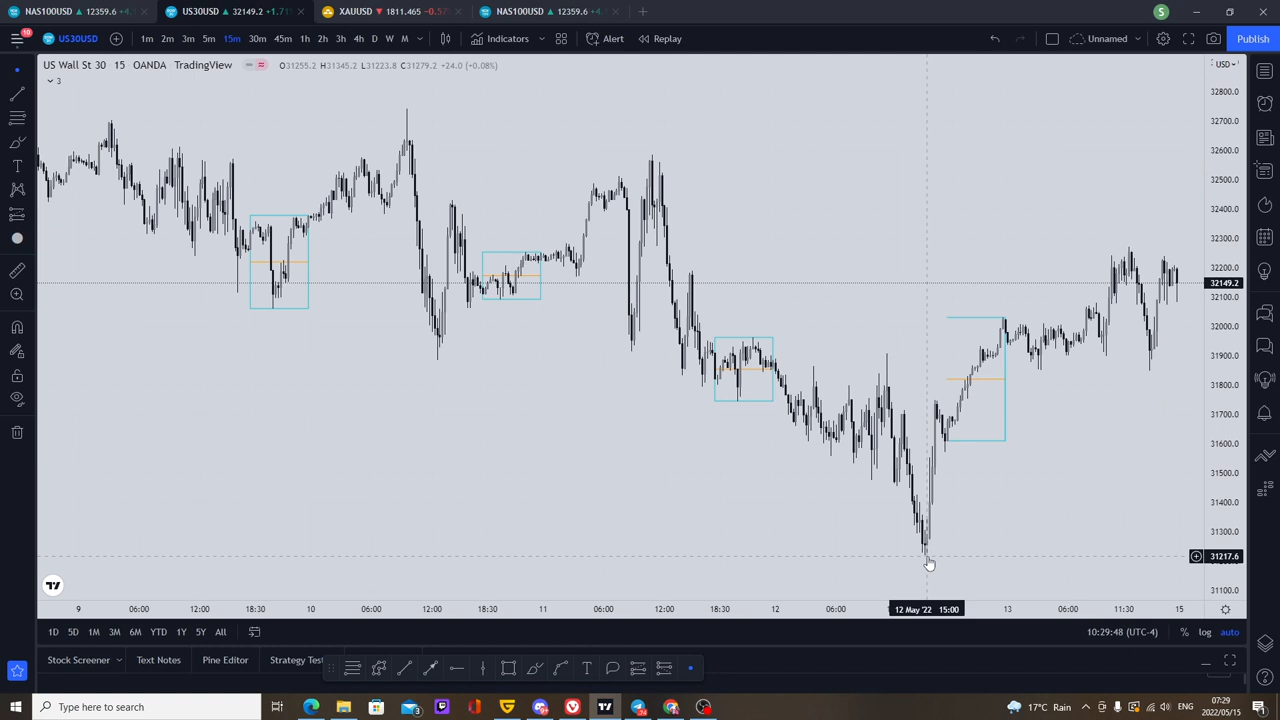 NAS100USD ▲ 12359.6 +4.
US30USD ▲ 32149.2 +1.71
XAUUSD ▼ 1811.465 −0.57
NAS100USD ▲ 12359.6 +4.
S
10
US30USD
1m 2m 3m 5m 15m 30m 45m 1h 2h 3h 4h D W M
Indicators
Alert
Replay
Unnamed
Publish
US Wall St 30 15 OANDA TradingView
O31255.2 H31345.2 L31223.8 C31279.2 +24.0 (+0.08%)
3
USD
32800.0
32700.0
32600.0
32500.0
32400.0
32300.0
32200.0
32149.2
32100.0
32000.0
31900.0
31800.0
31700.0
31600.0
31500.0
31400.0
31300.0
31217.6
31100.0
9 06:00 12:00 18:30 10 06:00 12:00 18:30 11 06:00 12:00 18:30 12 06:00 12 May '22 15:00 13 06:00 11:30 15
1D 5D 1M 3M 6M YTD 1Y 5Y All
10:29:48 (UTC-4) % log auto
Stock Screener Text Notes Pine Editor Strategy Test
Type here to search
17°C Rain
07:29
2022/05/15